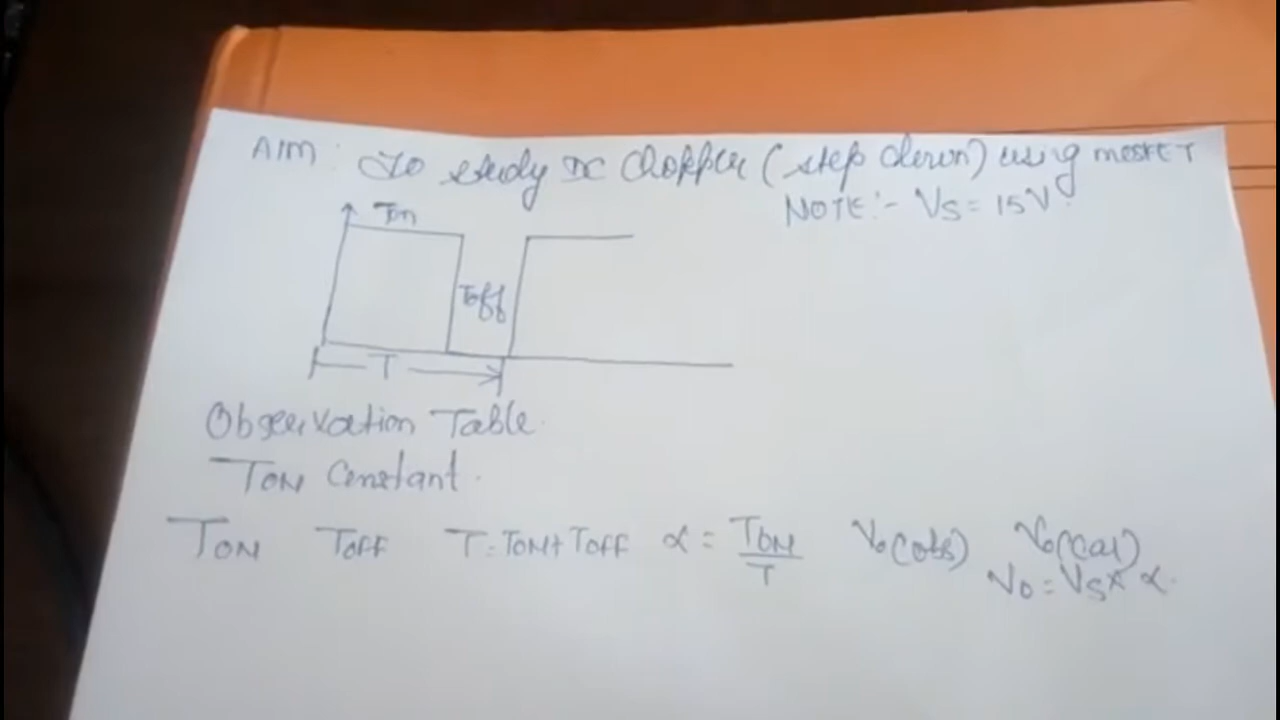 AIM: To study DC Chopper (step down) using MOSFET
NOTE:- Vs = 15V.
Ton
Toff
T
Observation Table.
TON Constant.
TON TOFF T = TON + TOFF α = TON/T Vo(obs) Vo(cal)
Vo = Vs x α.